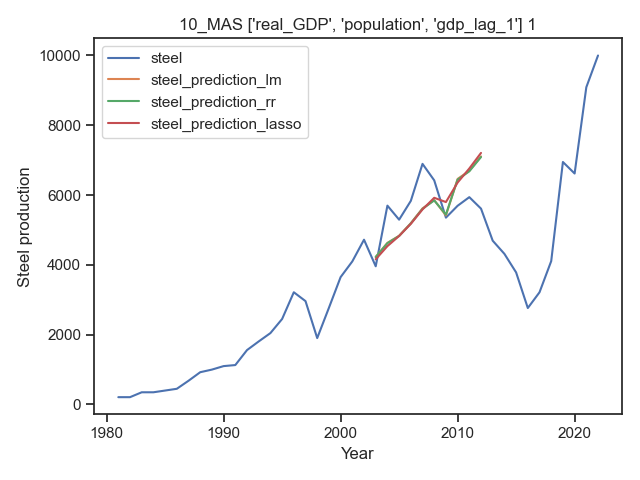 10_MAS ['real_GDP', 'population', 'gdp_lag_1'] 1
steel
steel_prediction_lm
steel_prediction_rr
steel_prediction_lasso
10000
8000
6000
4000
2000
0
Steel production
1980
1990
2000
2010
2020
Year